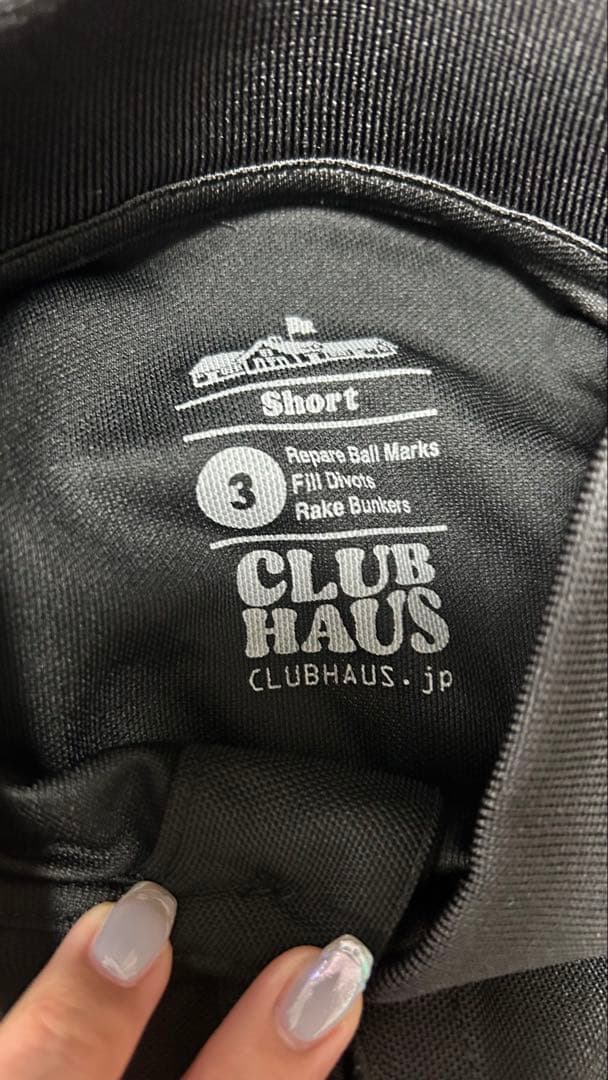 Short
3
Repare Ball Marks
Fill Divots
Rake Bunkers
CLUB
HAUS
CLUBHAUS.jp